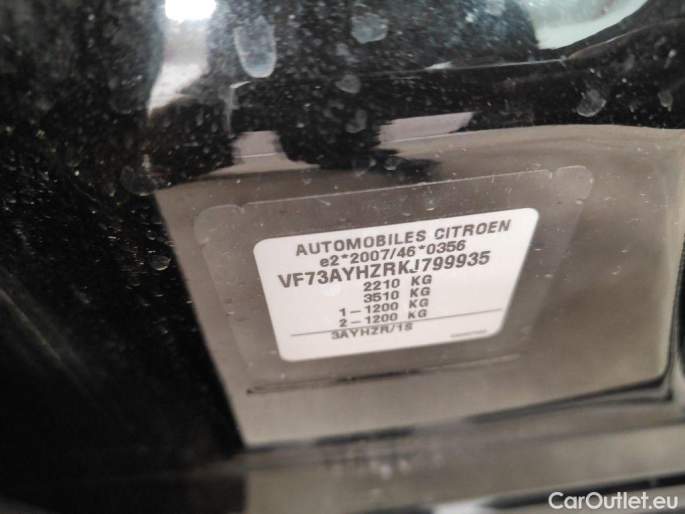 AUTOMOBILES CITROEN
e2*2007/46*0356
VF73AYHZRKJ799935
2210 KG
3510 KG
1-1200 KG
2-1200 KG
3AYHZR/1S
CarOutlet.eu